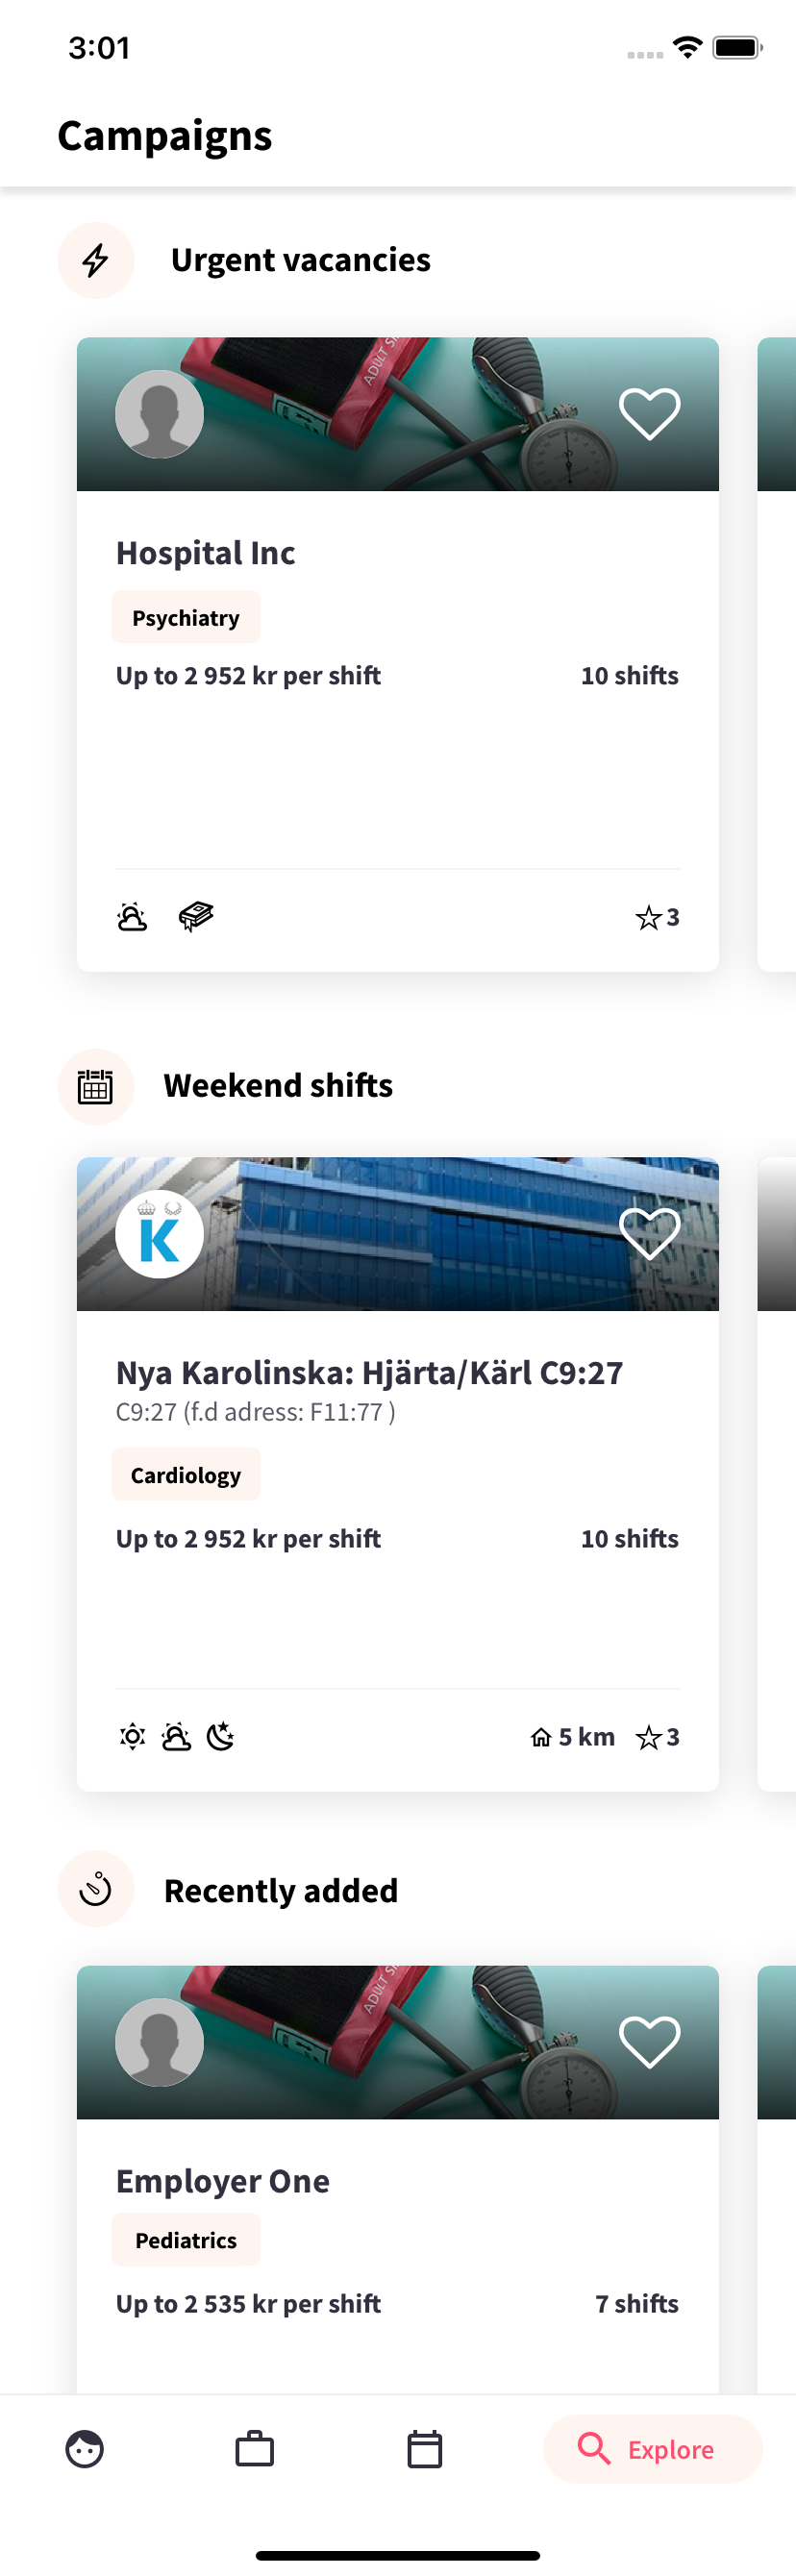 3:01
Campaigns
Urgent vacancies
ADULT
Hospital Inc
Psychiatry
Up to 2 952 kr per shift
10 shifts
3
Weekend shifts
K
Nya Karolinska: Hjärta/Kärl C9:27
C9:27 (f.d adress: F11:77 )
Cardiology
Up to 2 952 kr per shift
10 shifts
5 km
3
Recently added
ADULT
Employer One
Pediatrics
Up to 2 535 kr per shift
7 shifts
Explore